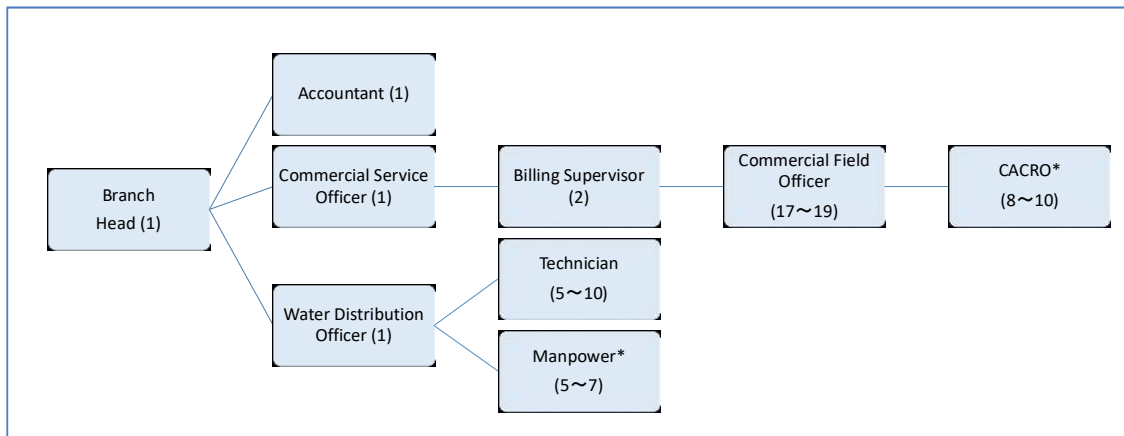 Accountant (1)
Branch
Head (1)
Commercial Service
Officer (1)
Billing Supervisor
(2)
Commercial Field
Officer
(17～19)
CACRO*
(8～10)
Water Distribution
Officer (1)
Technician
(5～10)
Manpower*
(5～7)